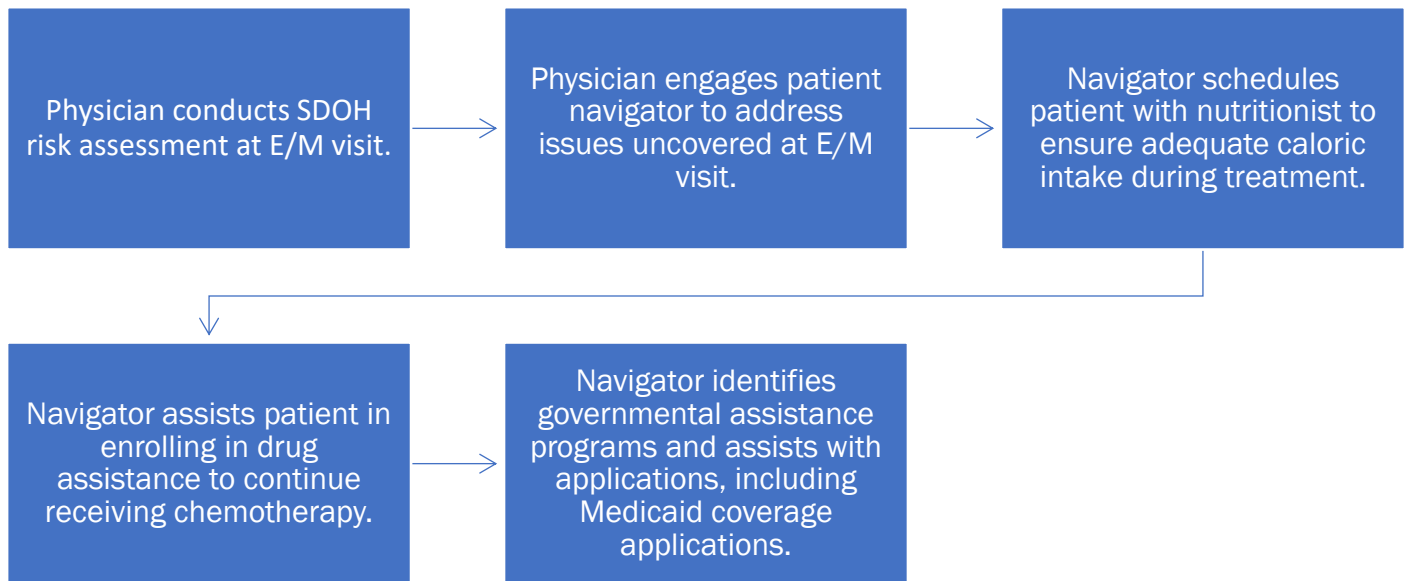 Physician conducts SDOH
risk assessment at E/M visit.
Physician engages patient
navigator to address
issues uncovered at E/M
visit.
Navigator schedules
patient with nutritionist to
ensure adequate caloric
intake during treatment.
Navigator assists patient in
enrolling in drug
assistance to continue
receiving chemotherapy.
Navigator identifies
governmental assistance
programs and assists with
applications, including
Medicaid coverage
applications.